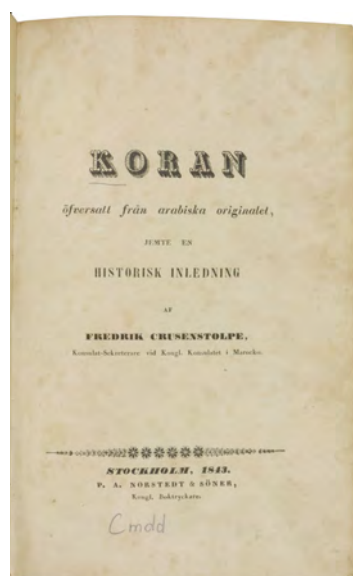 KORAN
öfversatt från arabiska originalet,
JEMTE EN
HISTORISK INLEDNING
AF
FREDRIK CRUSENSTOLPE,
Konsulat-Sekreterare vid Kongl. Konsulatet i Marocko.
STOCKHOLM, 1843.
P. A. NORSTEDT & SÖNER,
Kongl. Boktryckare.
Cmdd